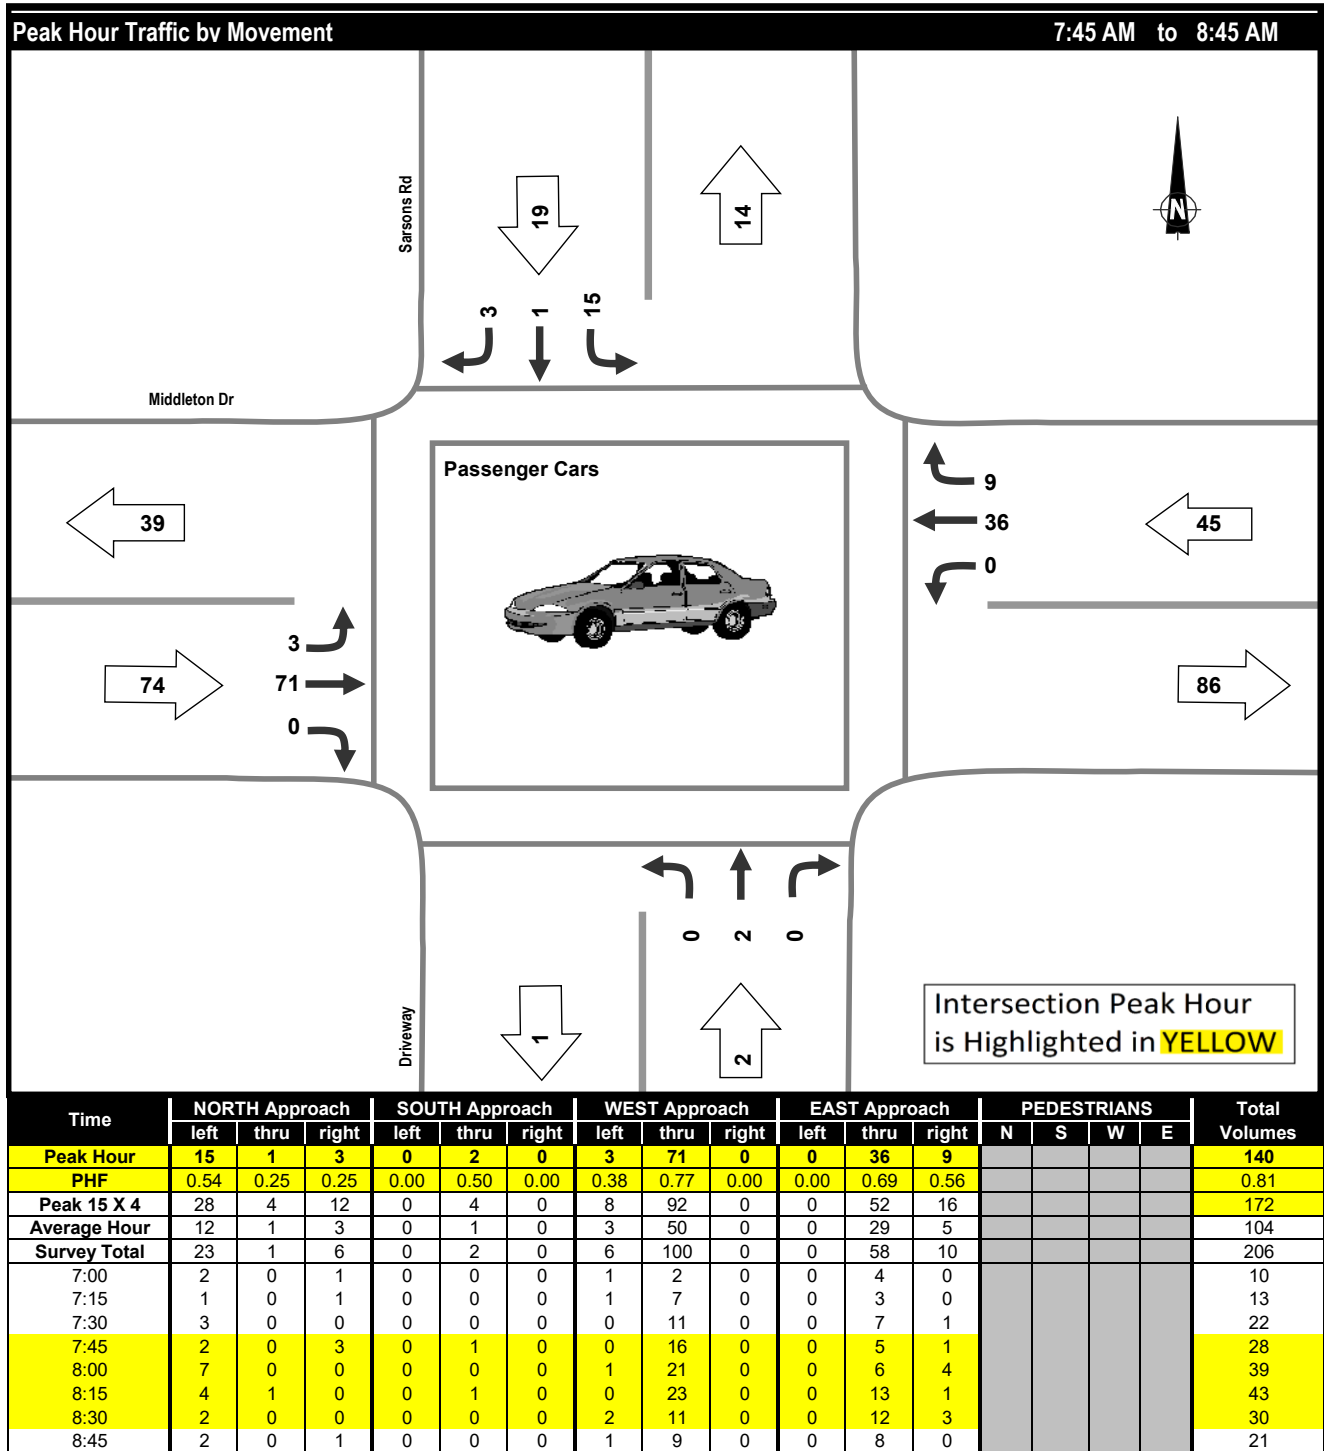 Peak Hour Traffic by Movement 7:45 AM to 8:45 AM
Sarsons Rd
19
14
3 1 15
Middleton Dr
Passenger Cars
9
39
36
45
0
3
74
71
86
0
0 2 0
Driveway
1
2
Intersection Peak Hour
is Highlighted in YELLOW
N
Time NORTH Approach SOUTH Approach WEST Approach EAST Approach PEDESTRIANS Total
left thru right left thru right left thru right left thru right N S W E Volumes
Peak Hour 15 1 3 0 2 0 3 71 0 0 36 9 140
PHF 0.54 0.25 0.25 0.00 0.50 0.00 0.38 0.77 0.00 0.00 0.69 0.56 0.81
Peak 15 X 4 28 4 12 0 4 0 8 92 0 0 52 16 172
Average Hour 12 1 3 0 1 0 3 50 0 0 29 5 104
Survey Total 23 1 6 0 2 0 6 100 0 0 58 10 206
7:00 2 0 1 0 0 0 1 2 0 0 4 0 10
7:15 1 0 1 0 0 0 1 7 0 0 3 0 13
7:30 3 0 0 0 0 0 0 11 0 0 7 1 22
7:45 2 0 3 0 1 0 0 16 0 0 5 1 28
8:00 7 0 0 0 0 0 1 21 0 0 6 4 39
8:15 4 1 0 0 1 0 0 23 0 0 13 1 43
8:30 2 0 0 0 0 0 2 11 0 0 12 3 30
8:45 2 0 1 0 0 0 1 9 0 0 8 0 21